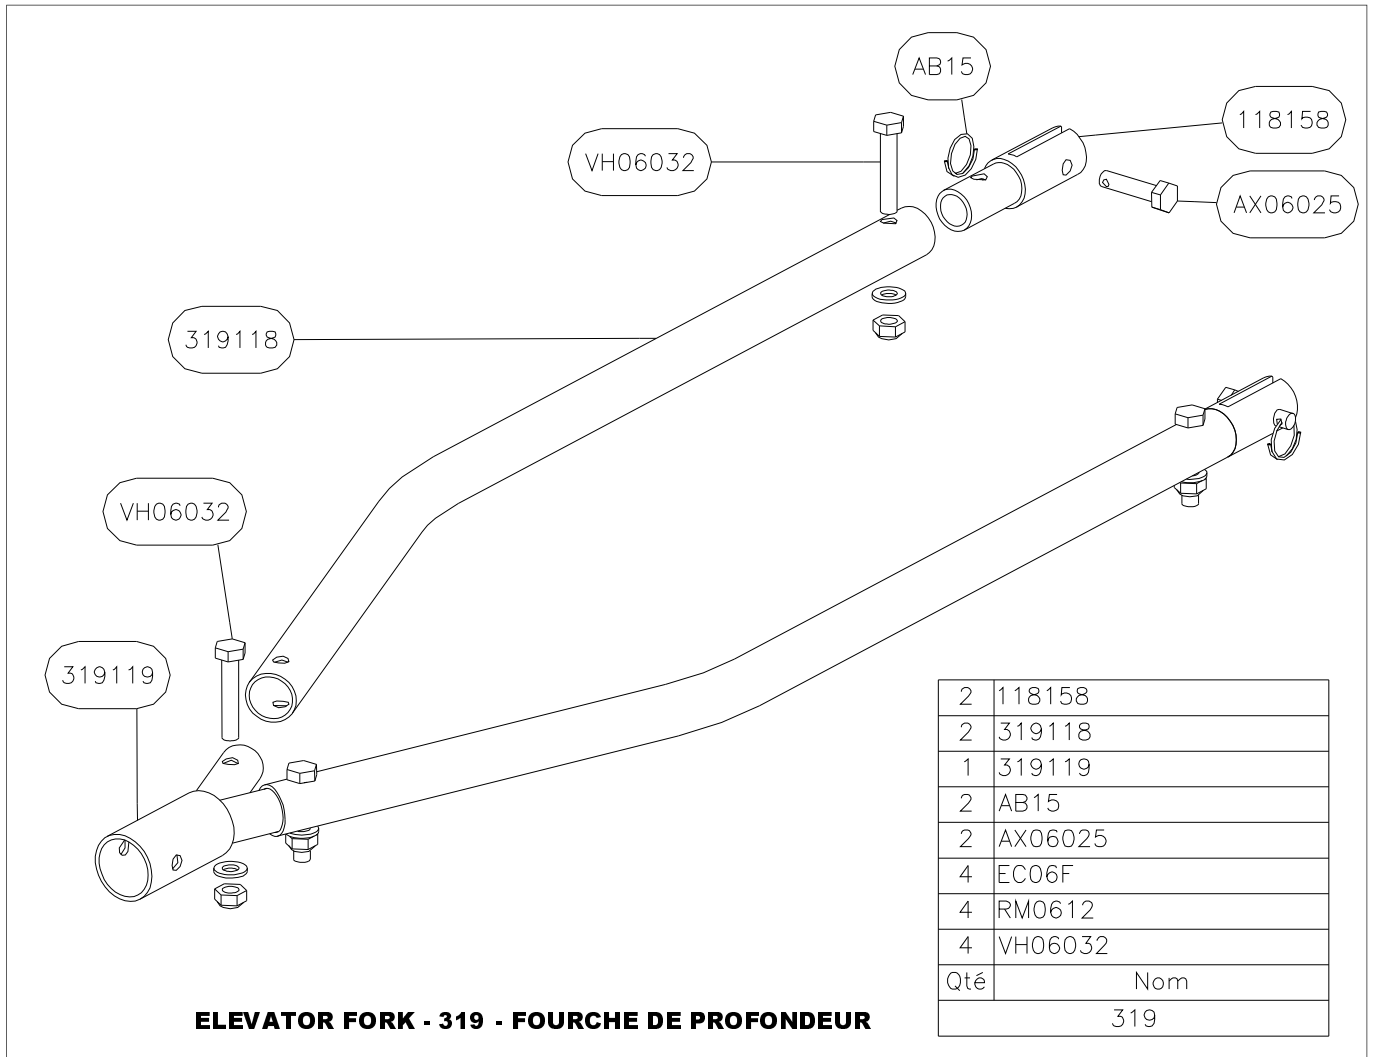 AB15
118158
VH06032
AX06025
319118
VH06032
319119
2 118158
2 319118
1 319119
2 AB15
2 AX06025
4 EC06F
4 RM0612
4 VH06032
Qté Nom
319
ELEVATOR FORK - 319 - FOURCHE DE PROFONDEUR